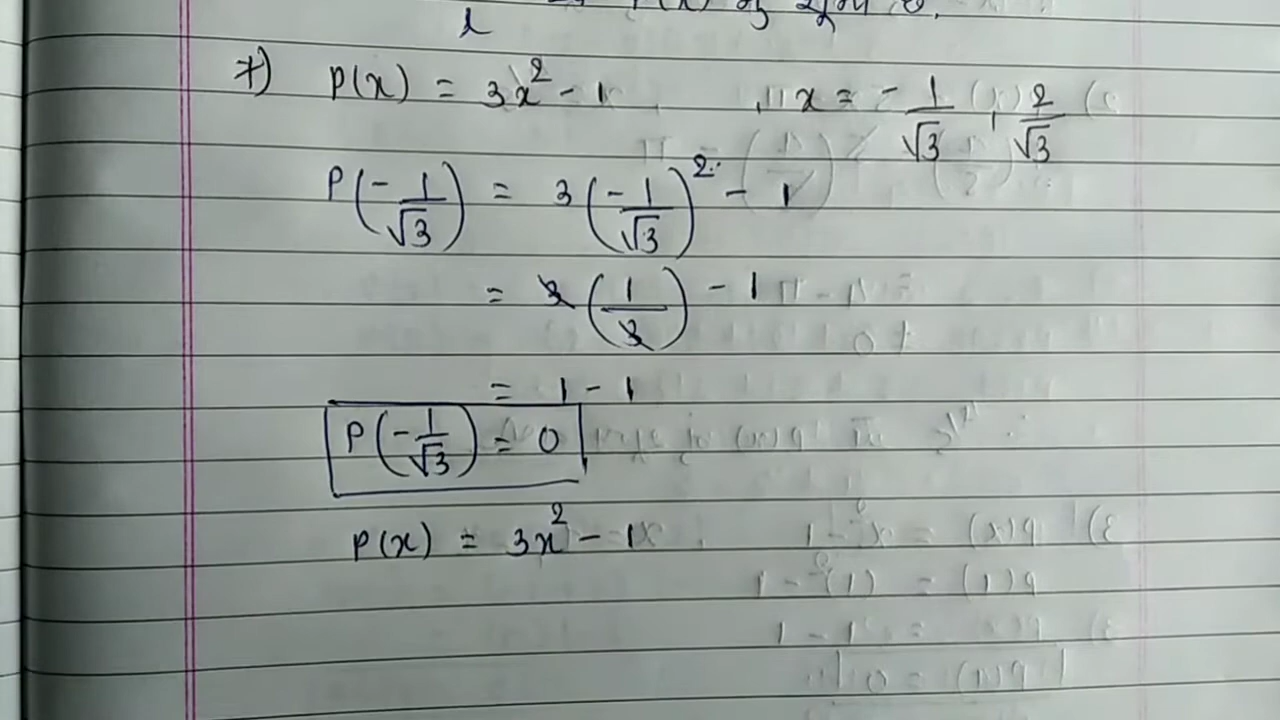 P(x)
7) P(x) = 3x² - 1 , x = - 1/√3 , 2/√3
P(- 1/√3) = 3(- 1/√3)² - 1
= 3(1/3) - 1
= 1 - 1
P(- 1/√3) = 0
P(x) = 3x² - 1